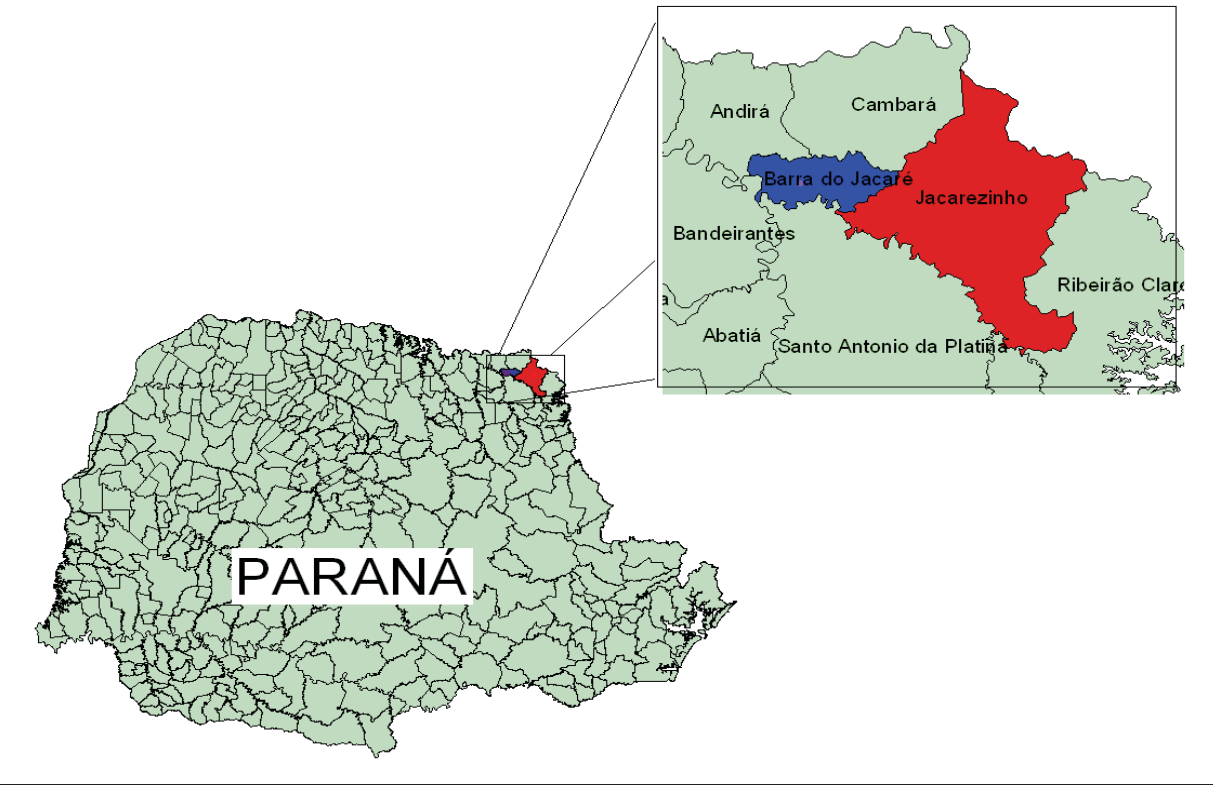 Andirá
Cambará
Barra do Jacaré
Jacarezinho
Bandeirantes
Ribeirão Claro
a
Abatiá
Santo Antonio da Platina
PARANÁ